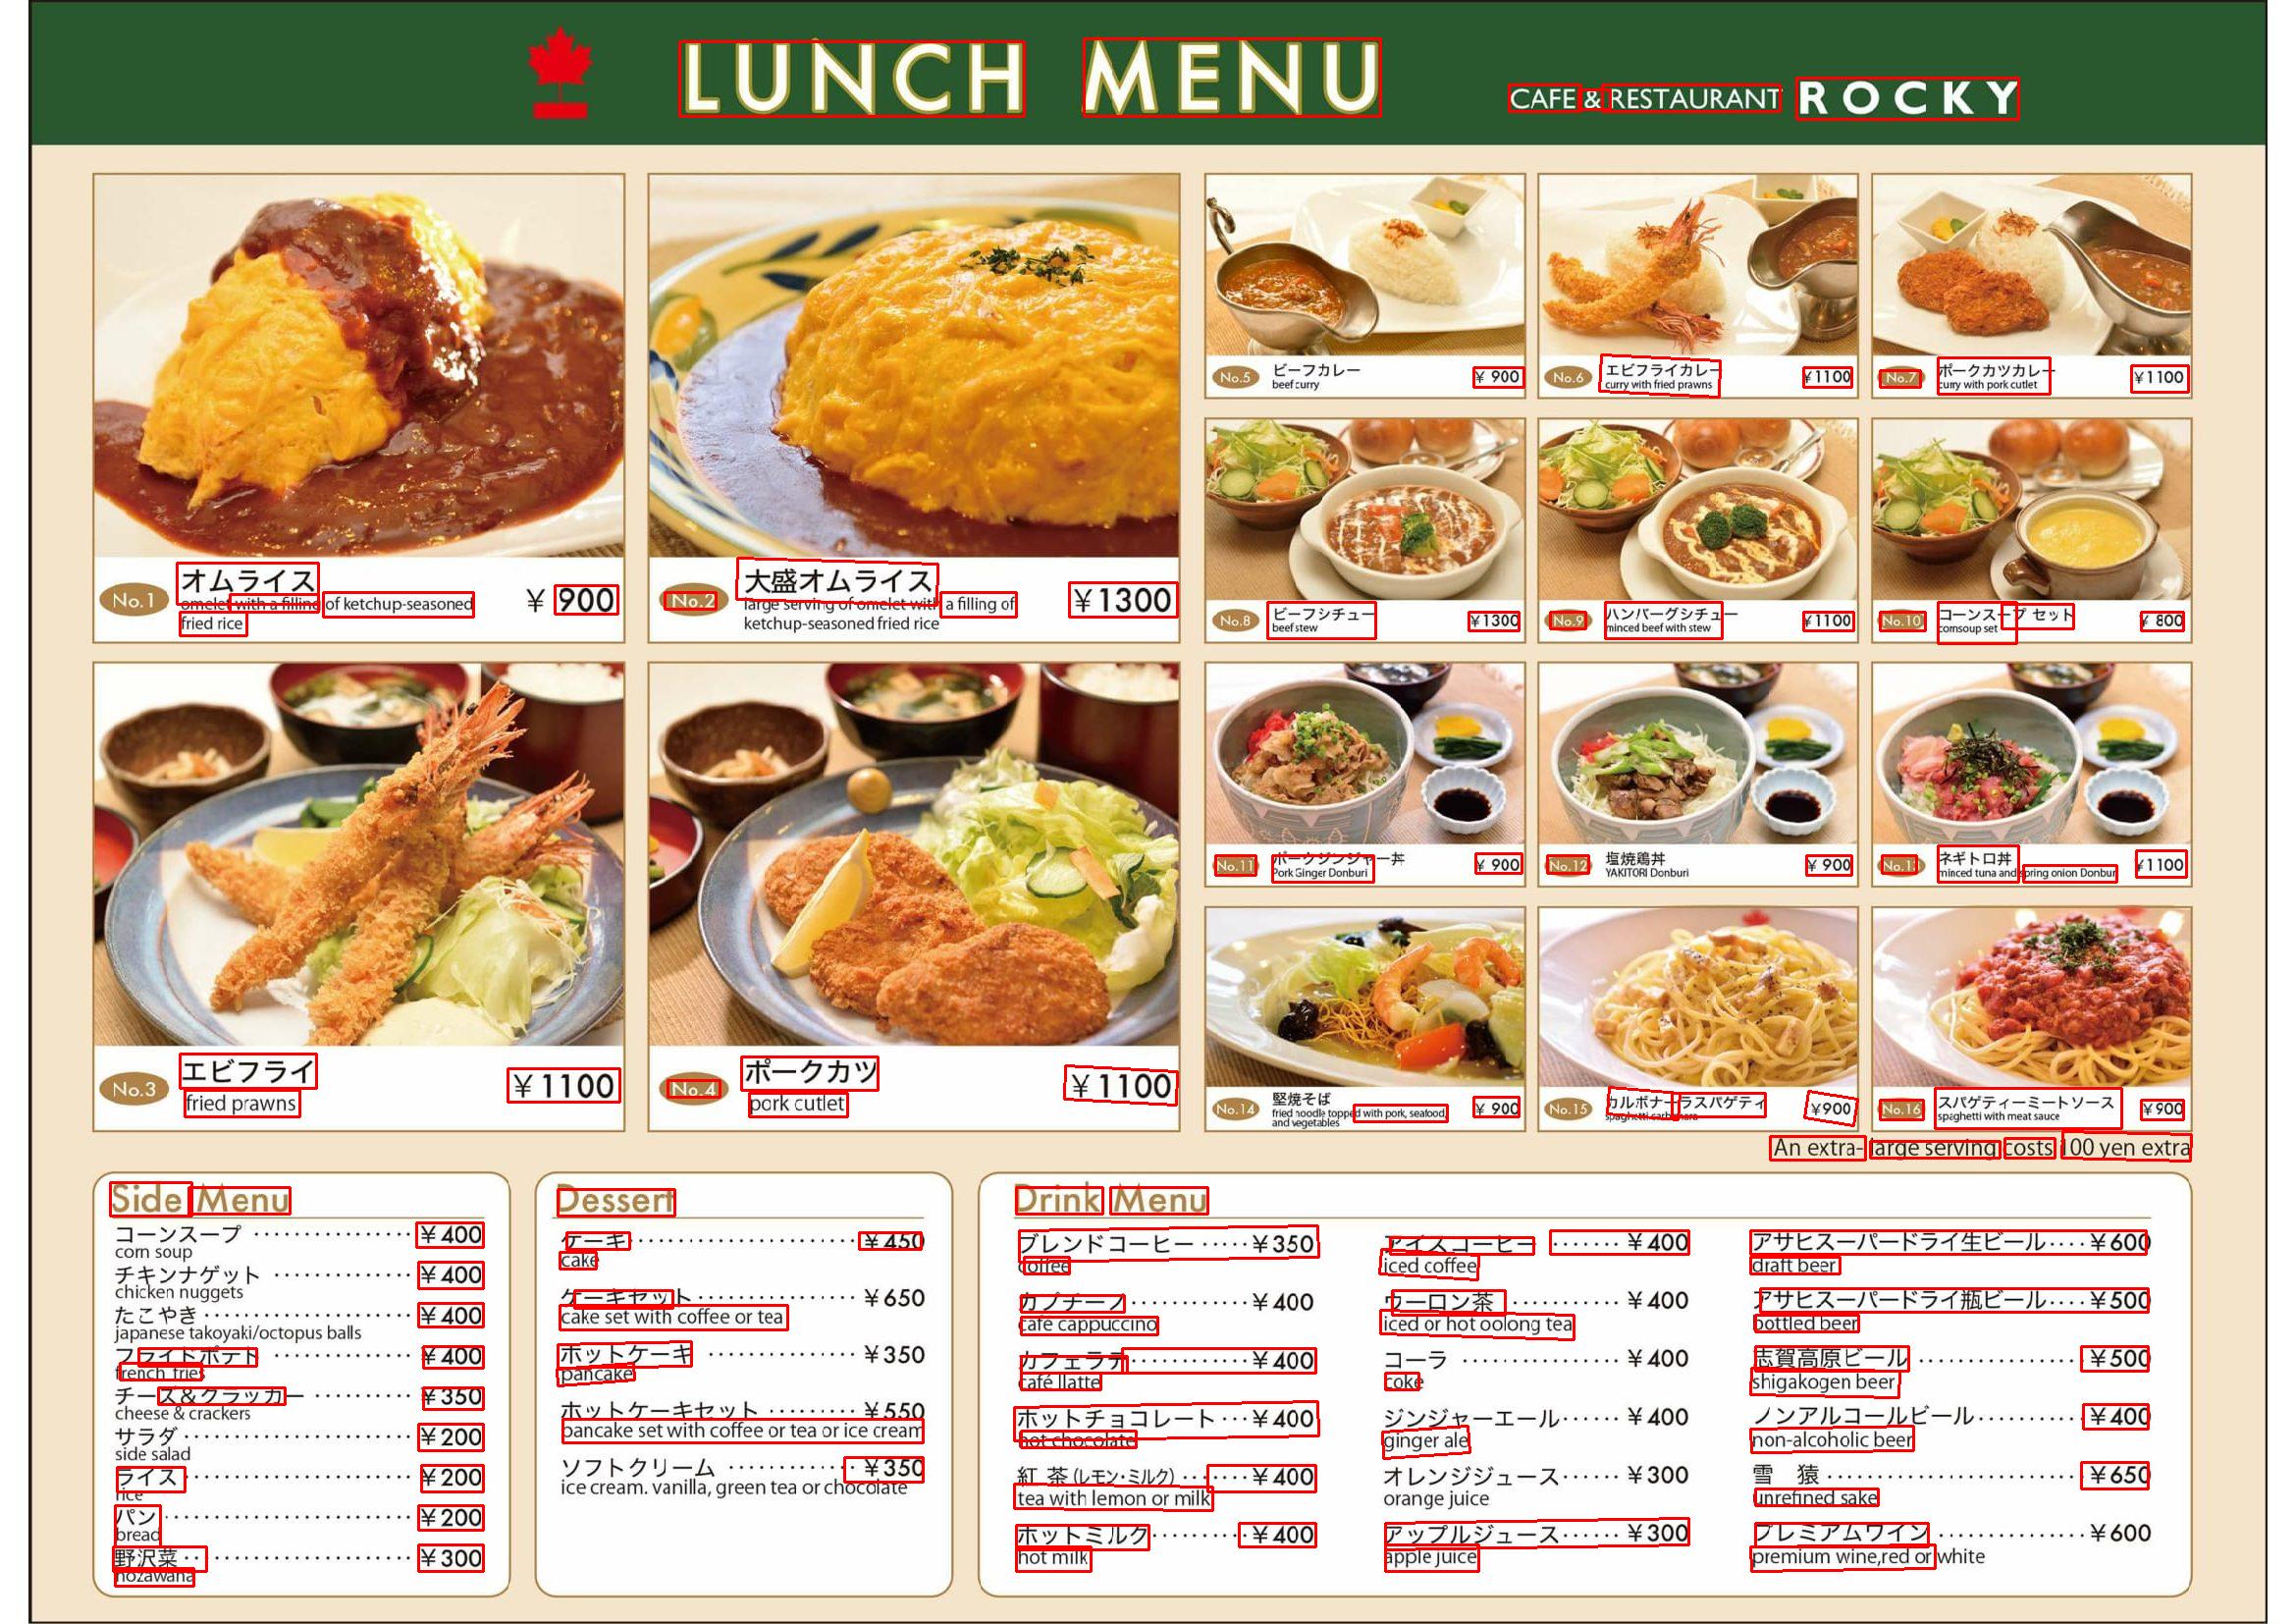 LUNCH MENU
CAFE & RESTAURANT ROCKY
No.1 オムライス ¥ 900
omelet with a filling of ketchup-seasoned
fried rice
No.2 大盛オムライス ¥1300
large serving of omelet with a filling of
ketchup-seasoned fried rice
No.3 エビフライ ¥1100
fried prawns
No.4 ポークカツ ¥1100
pork cutlet
No.5 ビーフカレー ¥ 900
beef curry
No.6 エビフライカレー ¥1100
curry with fried prawns
No.7 ポークカツカレー ¥1100
curry with pork cutlet
No.8 ビーフシチュー ¥1300
beef stew
No.9 ハンバーグシチュー ¥1100
minced beef with stew
No.10 コーンスープ セット ¥ 800
cornsoup set
No.11 ポークジンジャー丼 ¥ 900
Pork Ginger Donburi
No.12 塩焼鶏丼 ¥ 900
YAKITORI Donburi
No.13 ネギトロ丼 ¥1100
minced tuna and spring onion Donburi
No.14 堅焼そば ¥ 900
fried noodle topped with pork, seafood,
and vegetables
No.15 カルボナーラスパゲティ ¥900
spaghetti carbonara
No.16 スパゲティーミートソース ¥900
spaghetti with meat sauce
An extra-large serving costs 100 yen extra
Side Menu
コーンスープ ················ ¥400
corn soup
チキンナゲット ·············· ¥400
chicken nuggets
たこやき ····················· ¥400
japanese takoyaki/octopus balls
フライドポテト ·············· ¥400
french fries
チーズ&クラッカー ·········· ¥350
cheese & crackers
サラダ ······················· ¥200
side salad
ライス ······················· ¥200
rice
パン ························· ¥200
bread
野沢菜 ······················· ¥300
nozawana
Dessert
ケーキ ······················· ¥450
cake
ケーキセット ················ ¥650
cake set with coffee or tea
ホットケーキ ··············· ¥350
pancake
ホットケーキセット ········· ¥550
pancake set with coffee or tea or ice cream
ソフトクリーム ············· ¥350
ice cream. vanilla, green tea or chocolate
Drink Menu
ブレンドコーヒー ·····¥350
coffee
カプチーノ ············¥400
cafe cappuccino
カフェラテ ············¥400
café llatte
ホットチョコレート ···¥400
hot chocolate
紅 茶 (レモン・ミルク) ·······¥400
tea with lemon or milk
ホットミルク ··········¥400
hot milk
アイスコーヒー ······· ¥400
iced coffee
ウーロン茶 ··········· ¥400
iced or hot oolong tea
コーラ ················ ¥400
coke
ジンジャーエール ······ ¥400
ginger ale
オレンジジュース ······ ¥300
orange juice
アップルジュース ······ ¥300
apple juice
アサヒスーパードライ生ビール ····¥600
draft beer
アサヒスーパードライ瓶ビール ····¥500
bottled beer
志賀高原ビール ················¥500
shigakogen beer
ノンアルコールビール ···········¥400
non-alcoholic beer
雪 猿 ··························¥650
unrefined sake
プレミアムワイン ···············¥600
premium wine,red or white